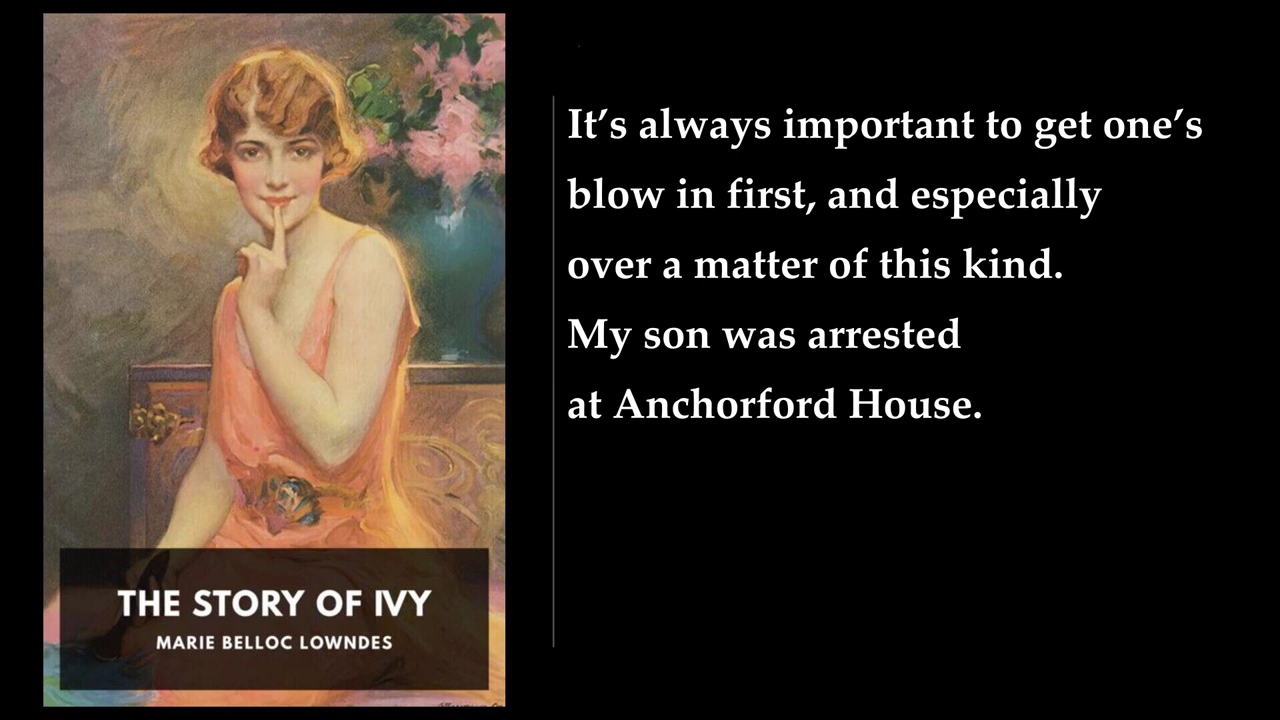 THE STORY OF IVY
MARIE BELLOC LOWNDES
It’s always important to get one’s
blow in first, and especially
over a matter of this kind.
My son was arrested
at Anchorford House.